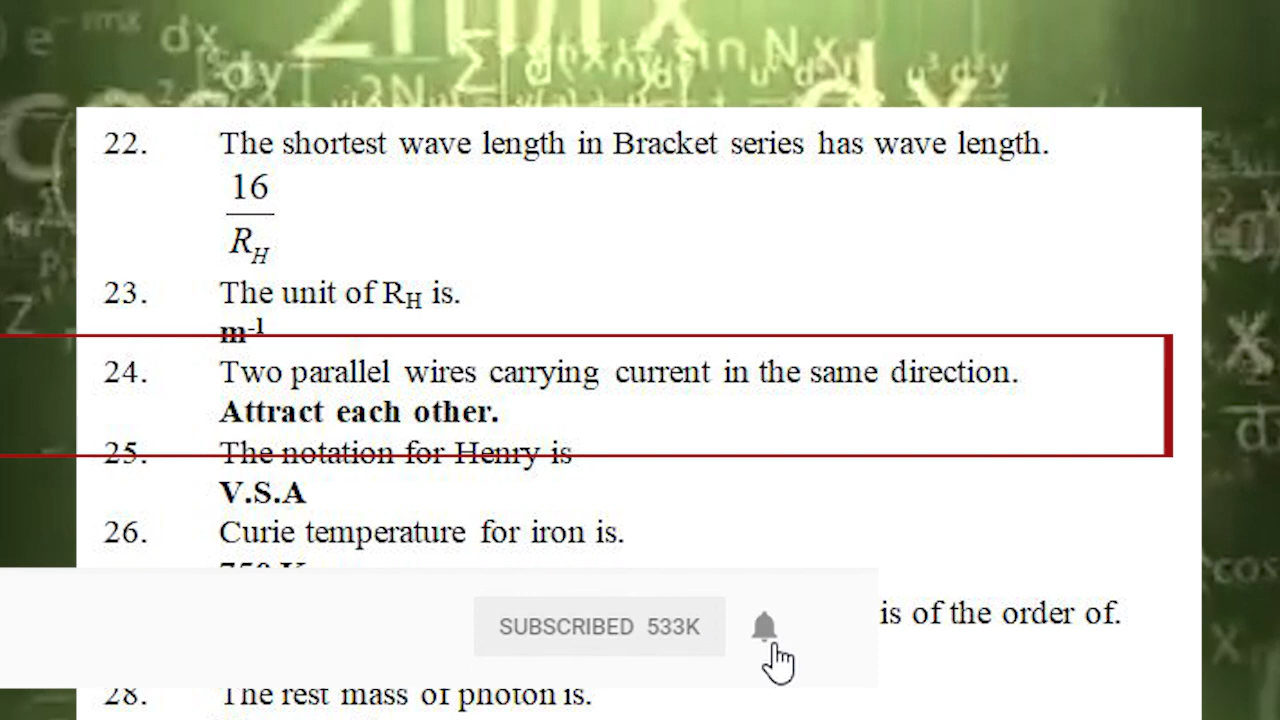 22. The shortest wave length in Bracket series has wave length.
16
R_H
23. The unit of R_H is.
m⁻¹
24. Two parallel wires carrying current in the same direction.
Attract each other.
25. The notation for Henry is
V.S.A
26. Curie temperature for iron is.
is of the order of.
SUBSCRIBED 533K
28. The rest mass of photon is.